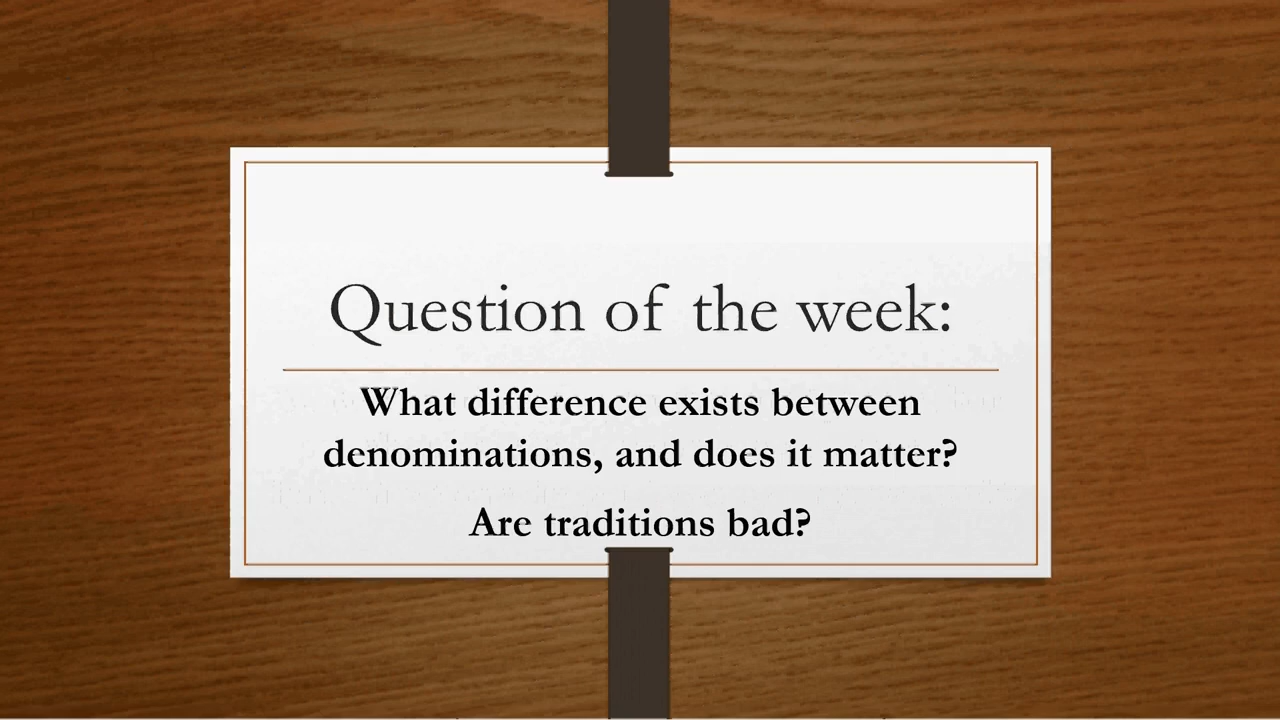 Question of the week:
What difference exists between
denominations, and does it matter?
Are traditions bad?